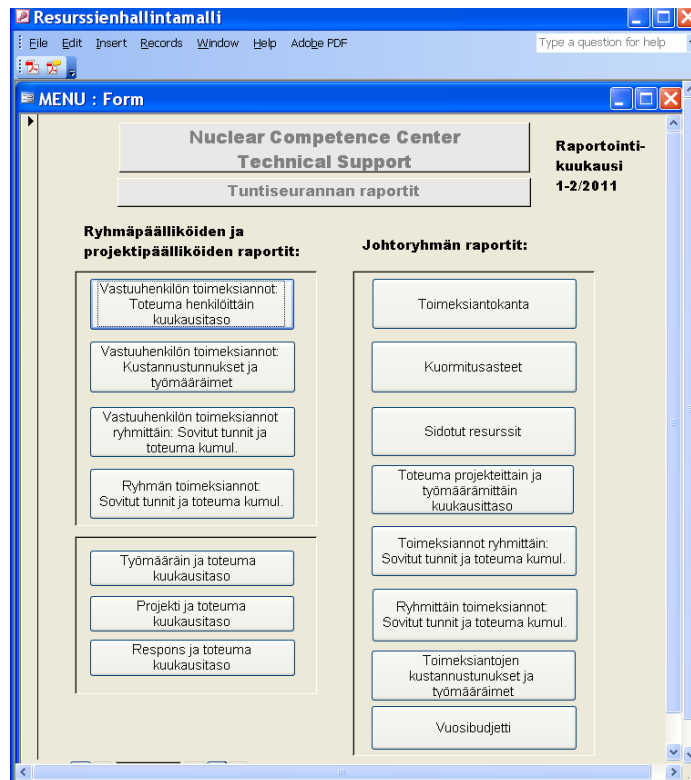 Resurssienhallintamalli
File Edit Insert Records Window Help Adobe PDF
Type a question for help
MENU : Form
Nuclear Competence Center
Technical Support
Tuntiseurannan raportit
Raportointi-
kuukausi
1-2/2011
Ryhmäpäälliköiden ja
projektipäälliköiden raportit:
Vastuuhenkilön toimeksiannot:
Toteuma henkilöittäin
kuukausitaso
Vastuuhenkilön toimeksiannot:
Kustannustunnukset ja
työmääräimet
Vastuuhenkilön toimeksiannot
ryhmittäin: Sovitut tunnit ja
toteuma kumul.
Ryhmän toimeksiannot:
Sovitut tunnit ja toteuma kumul.
Työmääräin ja toteuma
kuukausitaso
Projekti ja toteuma
kuukausitaso
Respons ja toteuma
kuukausitaso
Johtoryhmän raportit:
Toimeksiantokanta
Kuormitusasteet
Sidotut resurssit
Toteuma projekteittain ja
työmäärämittäin
kuukausittaso
Toimeksiannot ryhmittäin:
Sovitut tunnit ja toteuma kumul.
Ryhmittäin toimeksiannot:
Sovitut tunnit ja toteuma kumul.
Toimeksiantojen
kustannustunukset ja
työmääräimet
Vuosibudjetti